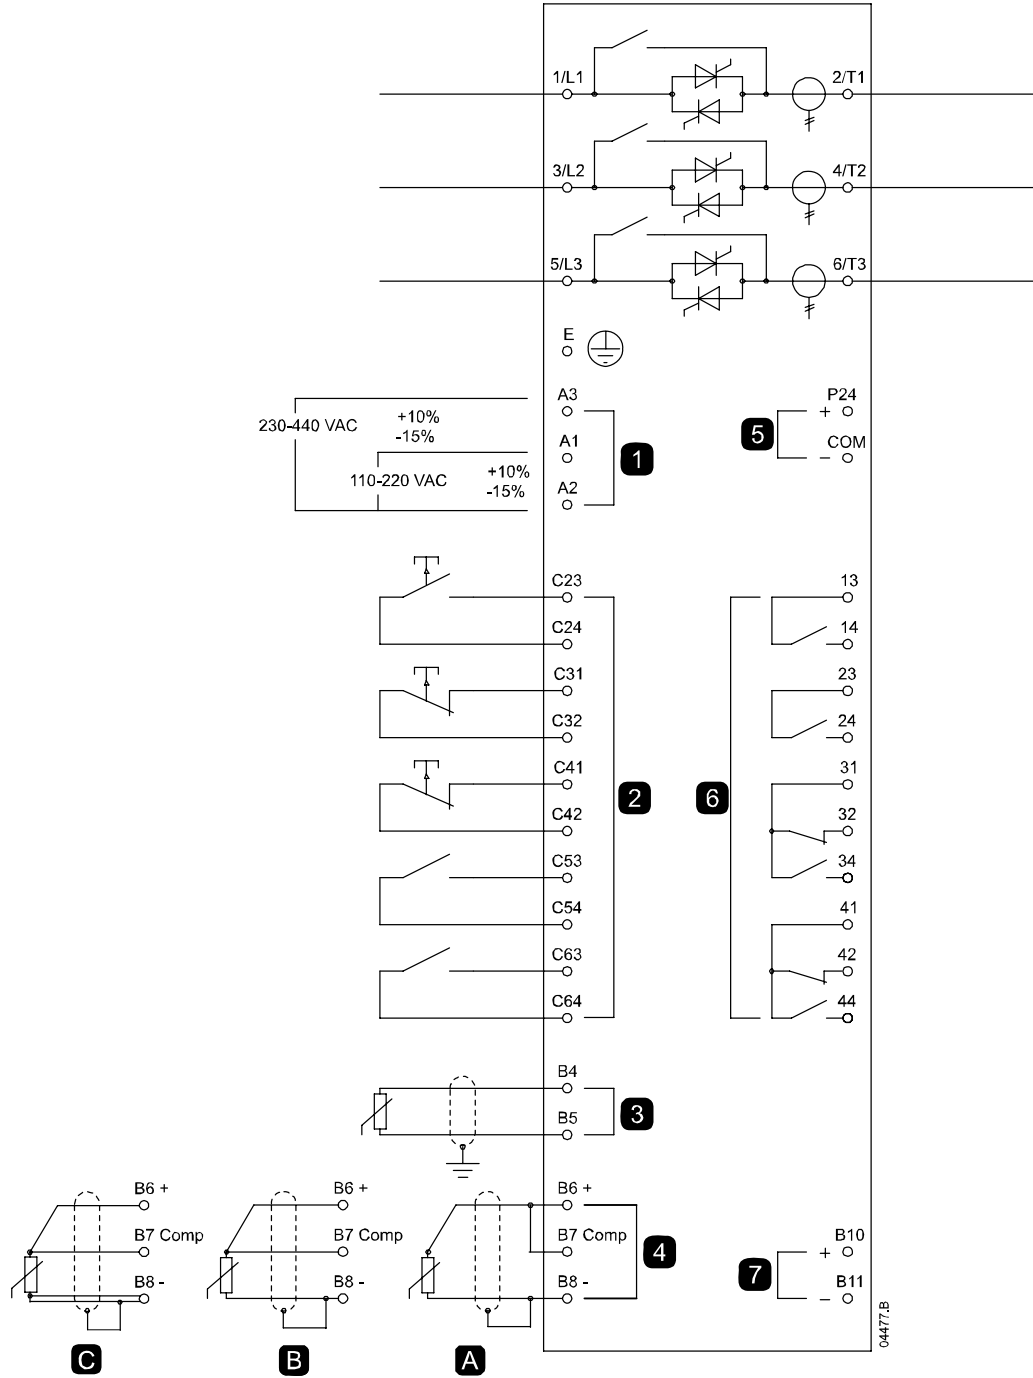 1/L1 2/T1
3/L2 4/T2
5/L3 6/T3
E
A3 P24
230-440 VAC +10%
-15%
+
5
COM
A1
1
-
110-220 VAC +10%
-15%
A2
C23 13
C24 14
C31 23
C32 24
C41 31
2 6
C42 32
C53 34
C54 41
C63 42
C64 44
B4
3
B5
B6 + B6 + B6 +
B7 Comp B7 Comp B7 Comp
4
B10
+
7
B8 - B8 - B8 -
B11
-
C B A
04477.B